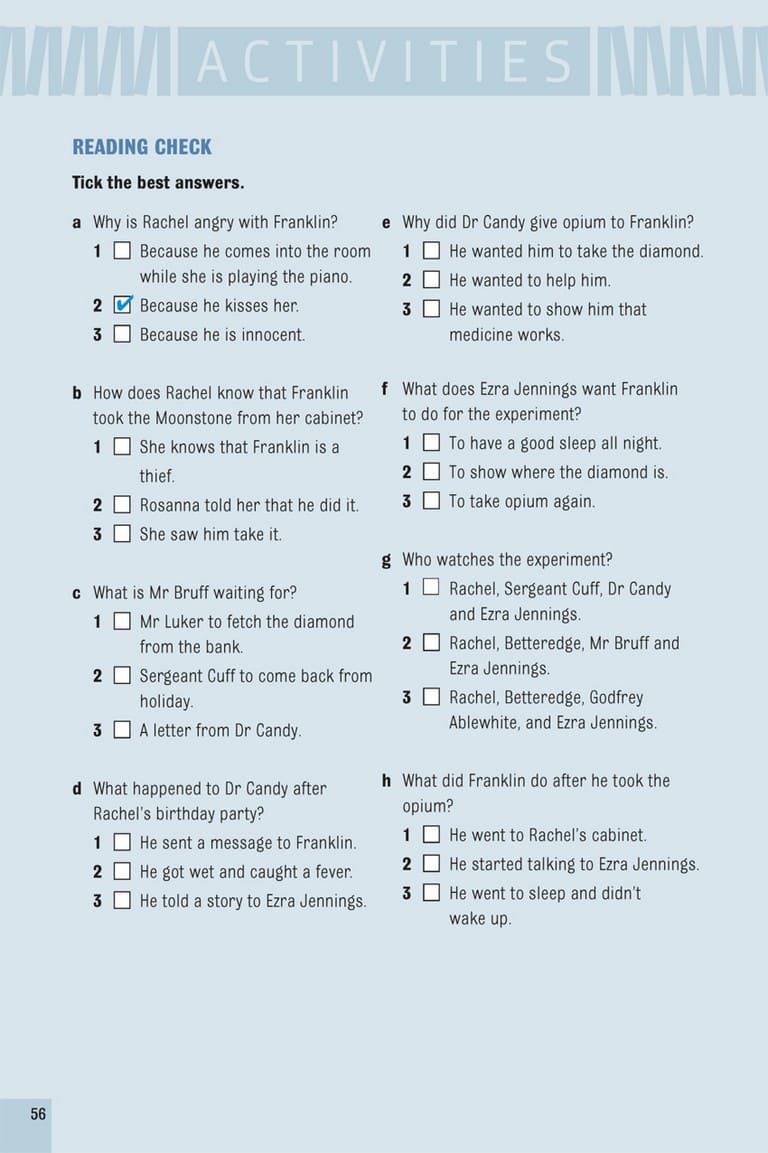 ACTIVITIES
READING CHECK
Tick the best answers.
a Why is Rachel angry with Franklin?
1 Because he comes into the room
while she is playing the piano.
2 ✔ Because he kisses her.
3 Because he is innocent.
b How does Rachel know that Franklin
took the Moonstone from her cabinet?
1 She knows that Franklin is a
thief.
2 Rosanna told her that he did it.
3 She saw him take it.
c What is Mr Bruff waiting for?
1 Mr Luker to fetch the diamond
from the bank.
2 Sergeant Cuff to come back from
holiday.
3 A letter from Dr Candy.
d What happened to Dr Candy after
Rachel's birthday party?
1 He sent a message to Franklin.
2 He got wet and caught a fever.
3 He told a story to Ezra Jennings.
e Why did Dr Candy give opium to Franklin?
1 He wanted him to take the diamond.
2 He wanted to help him.
3 He wanted to show him that
medicine works.
f What does Ezra Jennings want Franklin
to do for the experiment?
1 To have a good sleep all night.
2 To show where the diamond is.
3 To take opium again.
g Who watches the experiment?
1 Rachel, Sergeant Cuff, Dr Candy
and Ezra Jennings.
2 Rachel, Betteredge, Mr Bruff and
Ezra Jennings.
3 Rachel, Betteredge, Godfrey
Ablewhite, and Ezra Jennings.
h What did Franklin do after he took the
opium?
1 He went to Rachel's cabinet.
2 He started talking to Ezra Jennings.
3 He went to sleep and didn't
wake up.
56